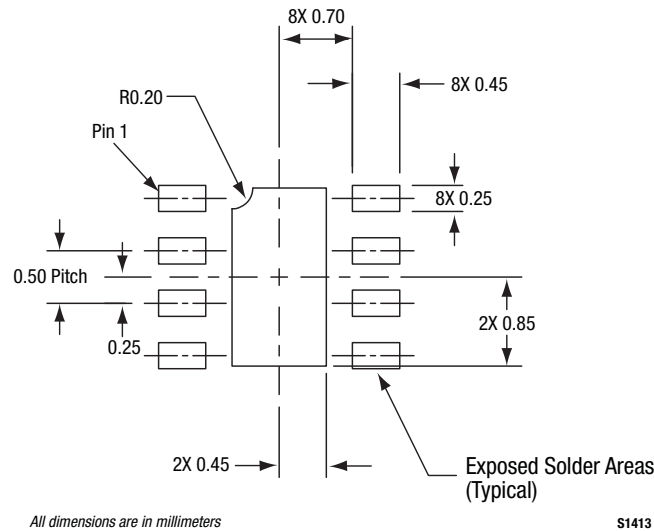 8X 0.70
8X 0.45
R0.20
Pin 1
8X 0.25
0.50 Pitch
2X 0.85
0.25
2X 0.45
Exposed Solder Areas
(Typical)
All dimensions are in millimeters
S1413